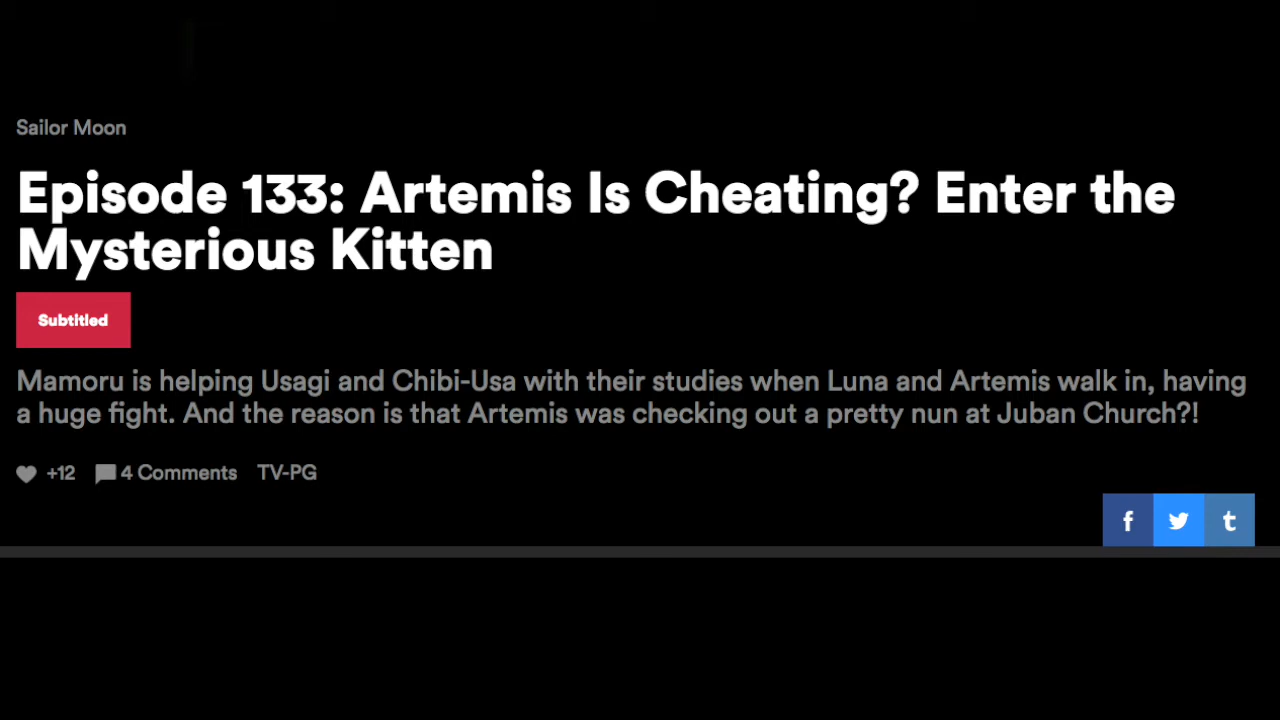 Sailor Moon
Episode 133: Artemis Is Cheating? Enter the
Mysterious Kitten
Subtitled
Mamoru is helping Usagi and Chibi-Usa with their studies when Luna and Artemis walk in, having
a huge fight. And the reason is that Artemis was checking out a pretty nun at Juban Church?!
+12 4 Comments TV-PG
f t